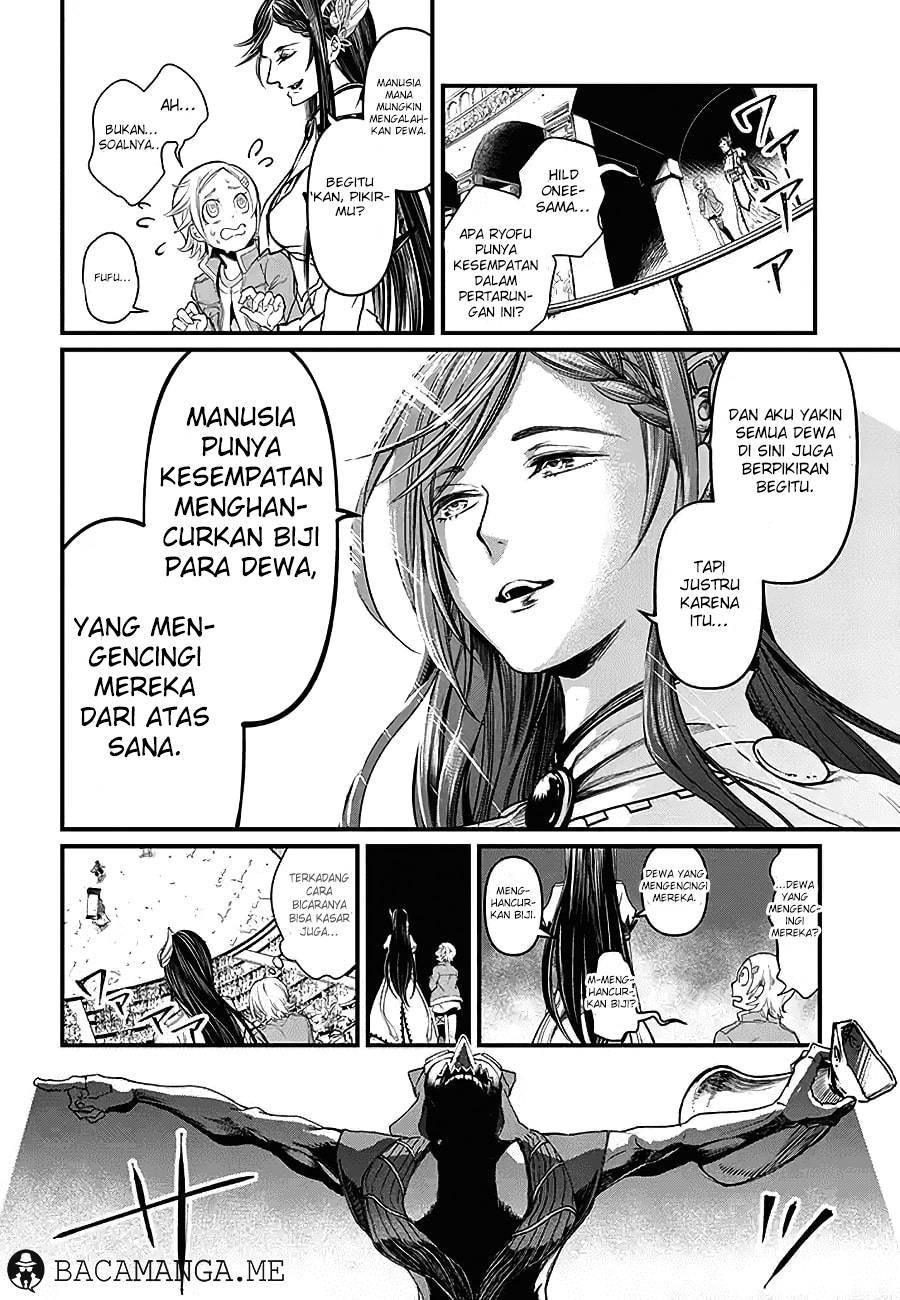 HILD
ONEE-
SAMA...
APA RYOFU
PUNYA
KESEMPATAN
DALAM
PERTARUN-
GAN INI?
MANUSIA
MANA
MUNGKIN
MENGALAH-
KAN DEWA.
BEGITU
'KAN, PIKIR-
MU?
AH...
BUKAN...
SOALNYA..
FUFU...
DAN AKU YAKIN
SEMUA DEWA
DI SINI JUGA
BERPIKIRAN
BEGITU.
TAPI
JUSTRU
KARENA
ITU...
MANUSIA
PUNYA
KESEMPATAN
MENGHAN-
CURKAN BIJI
PARA DEWA,
YANG MEN-
GENCINGI
MEREKA
DARI ATAS
SANA.
...DEWA
YANG
MENGENC-
INGI
MEREKA?
DEWA YANG
MENGENCINGI
MEREKA.
M-MENG-
HANCUR-
KAN BIJI?
MENG-
HANCUR-
KAN BIJI.
TERKADANG
CARA
BICARANYA
BISA KASAR
JUGA...
BACAMANGA.ME